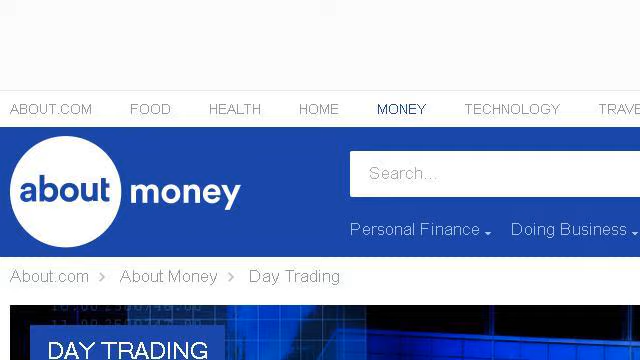 ABOUT.COM FOOD HEALTH HOME MONEY TECHNOLOGY TRAVE
about money
Search...
Personal Finance Doing Business
About.com > About Money > Day Trading
DAY TRADING